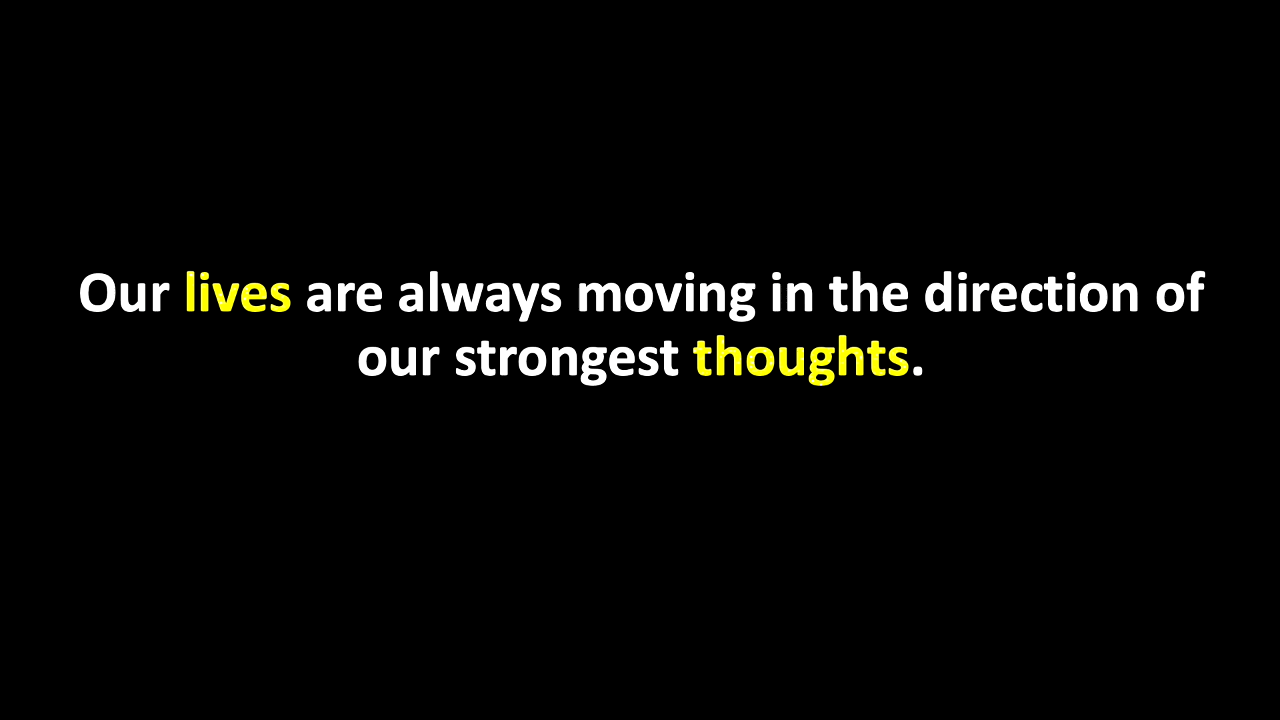 Our lives are always moving in the direction of
our strongest thoughts.